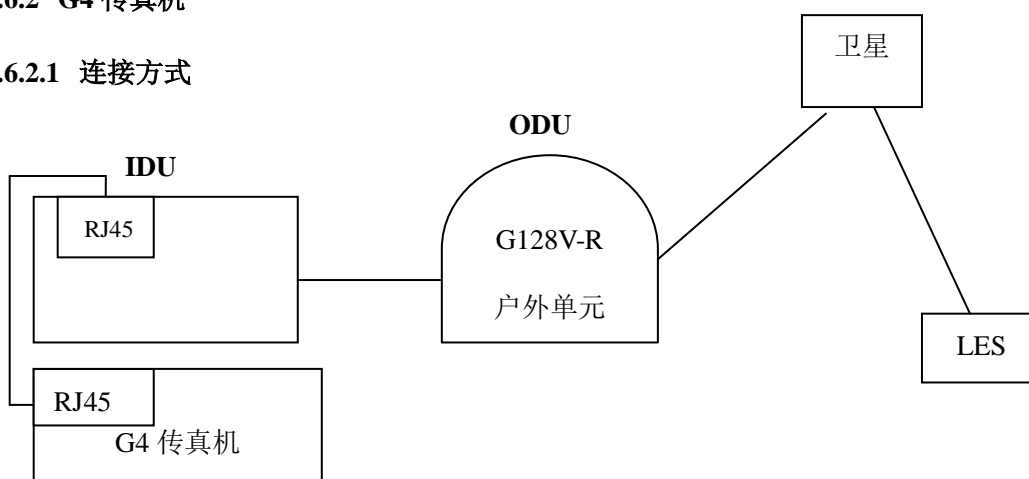 .6.2 G4 传真机
.6.2.1 连接方式
卫星
ODU
IDU
RJ45
G128V-R
户外单元
LES
RJ45
G4 传真机